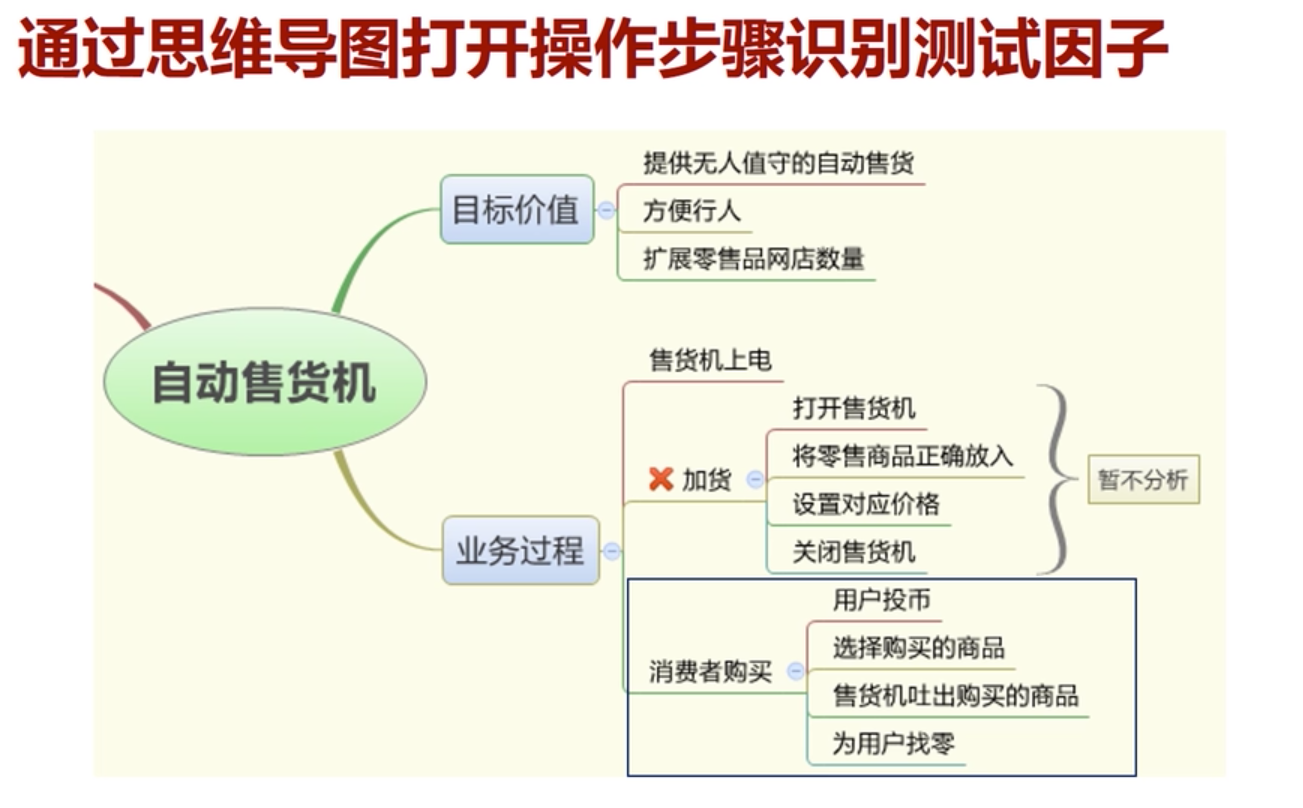 通过思维导图打开操作步骤识别测试因子
目标价值
提供无人值守的自动售货
方便行人
扩展零售品网店数量
自动售货机
业务过程
售货机上电
加货
打开售货机
将零售商品正确放入
设置对应价格
关闭售货机
暂不分析
消费者购买
用户投币
选择购买的商品
售货机吐出购买的商品
为用户找零